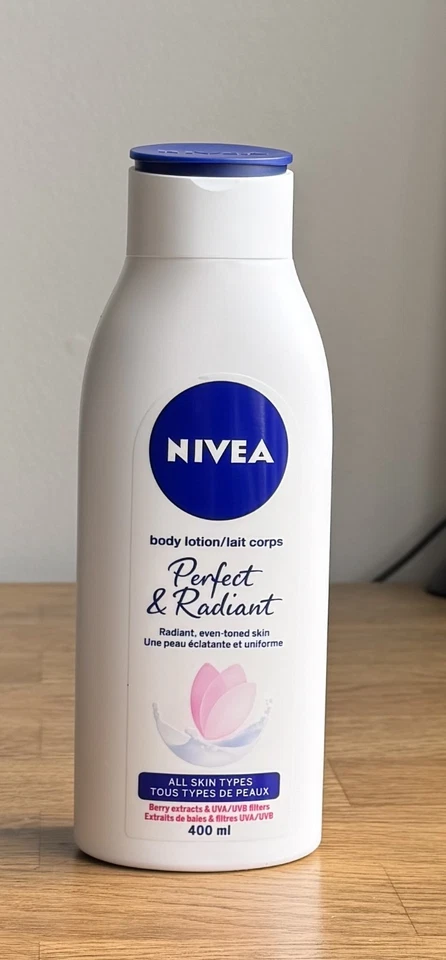 NIVEA
body lotion/lait corps
Perfect
& Radiant
Radiant, even-toned skin
Une peau éclatante et uniforme
ALL SKIN TYPES
TOUS TYPES DE PEAUX
Berry extracts & UVA/UVB filters
Extraits de baies & filtres UVA/UVB
400 ml